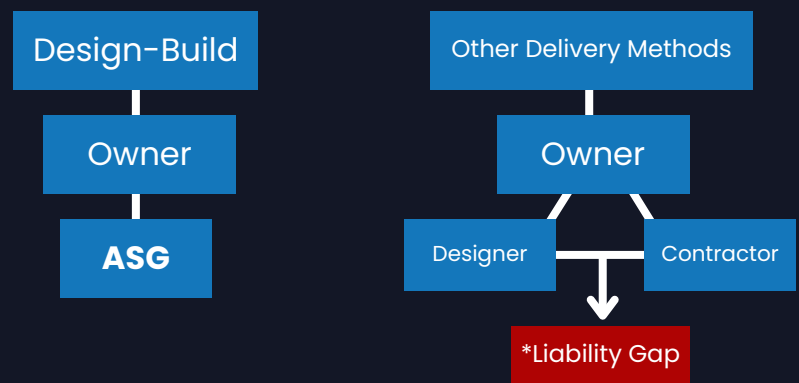 Design-Build
Owner
ASG
Other Delivery Methods
Owner
Designer
Contractor
*Liability Gap